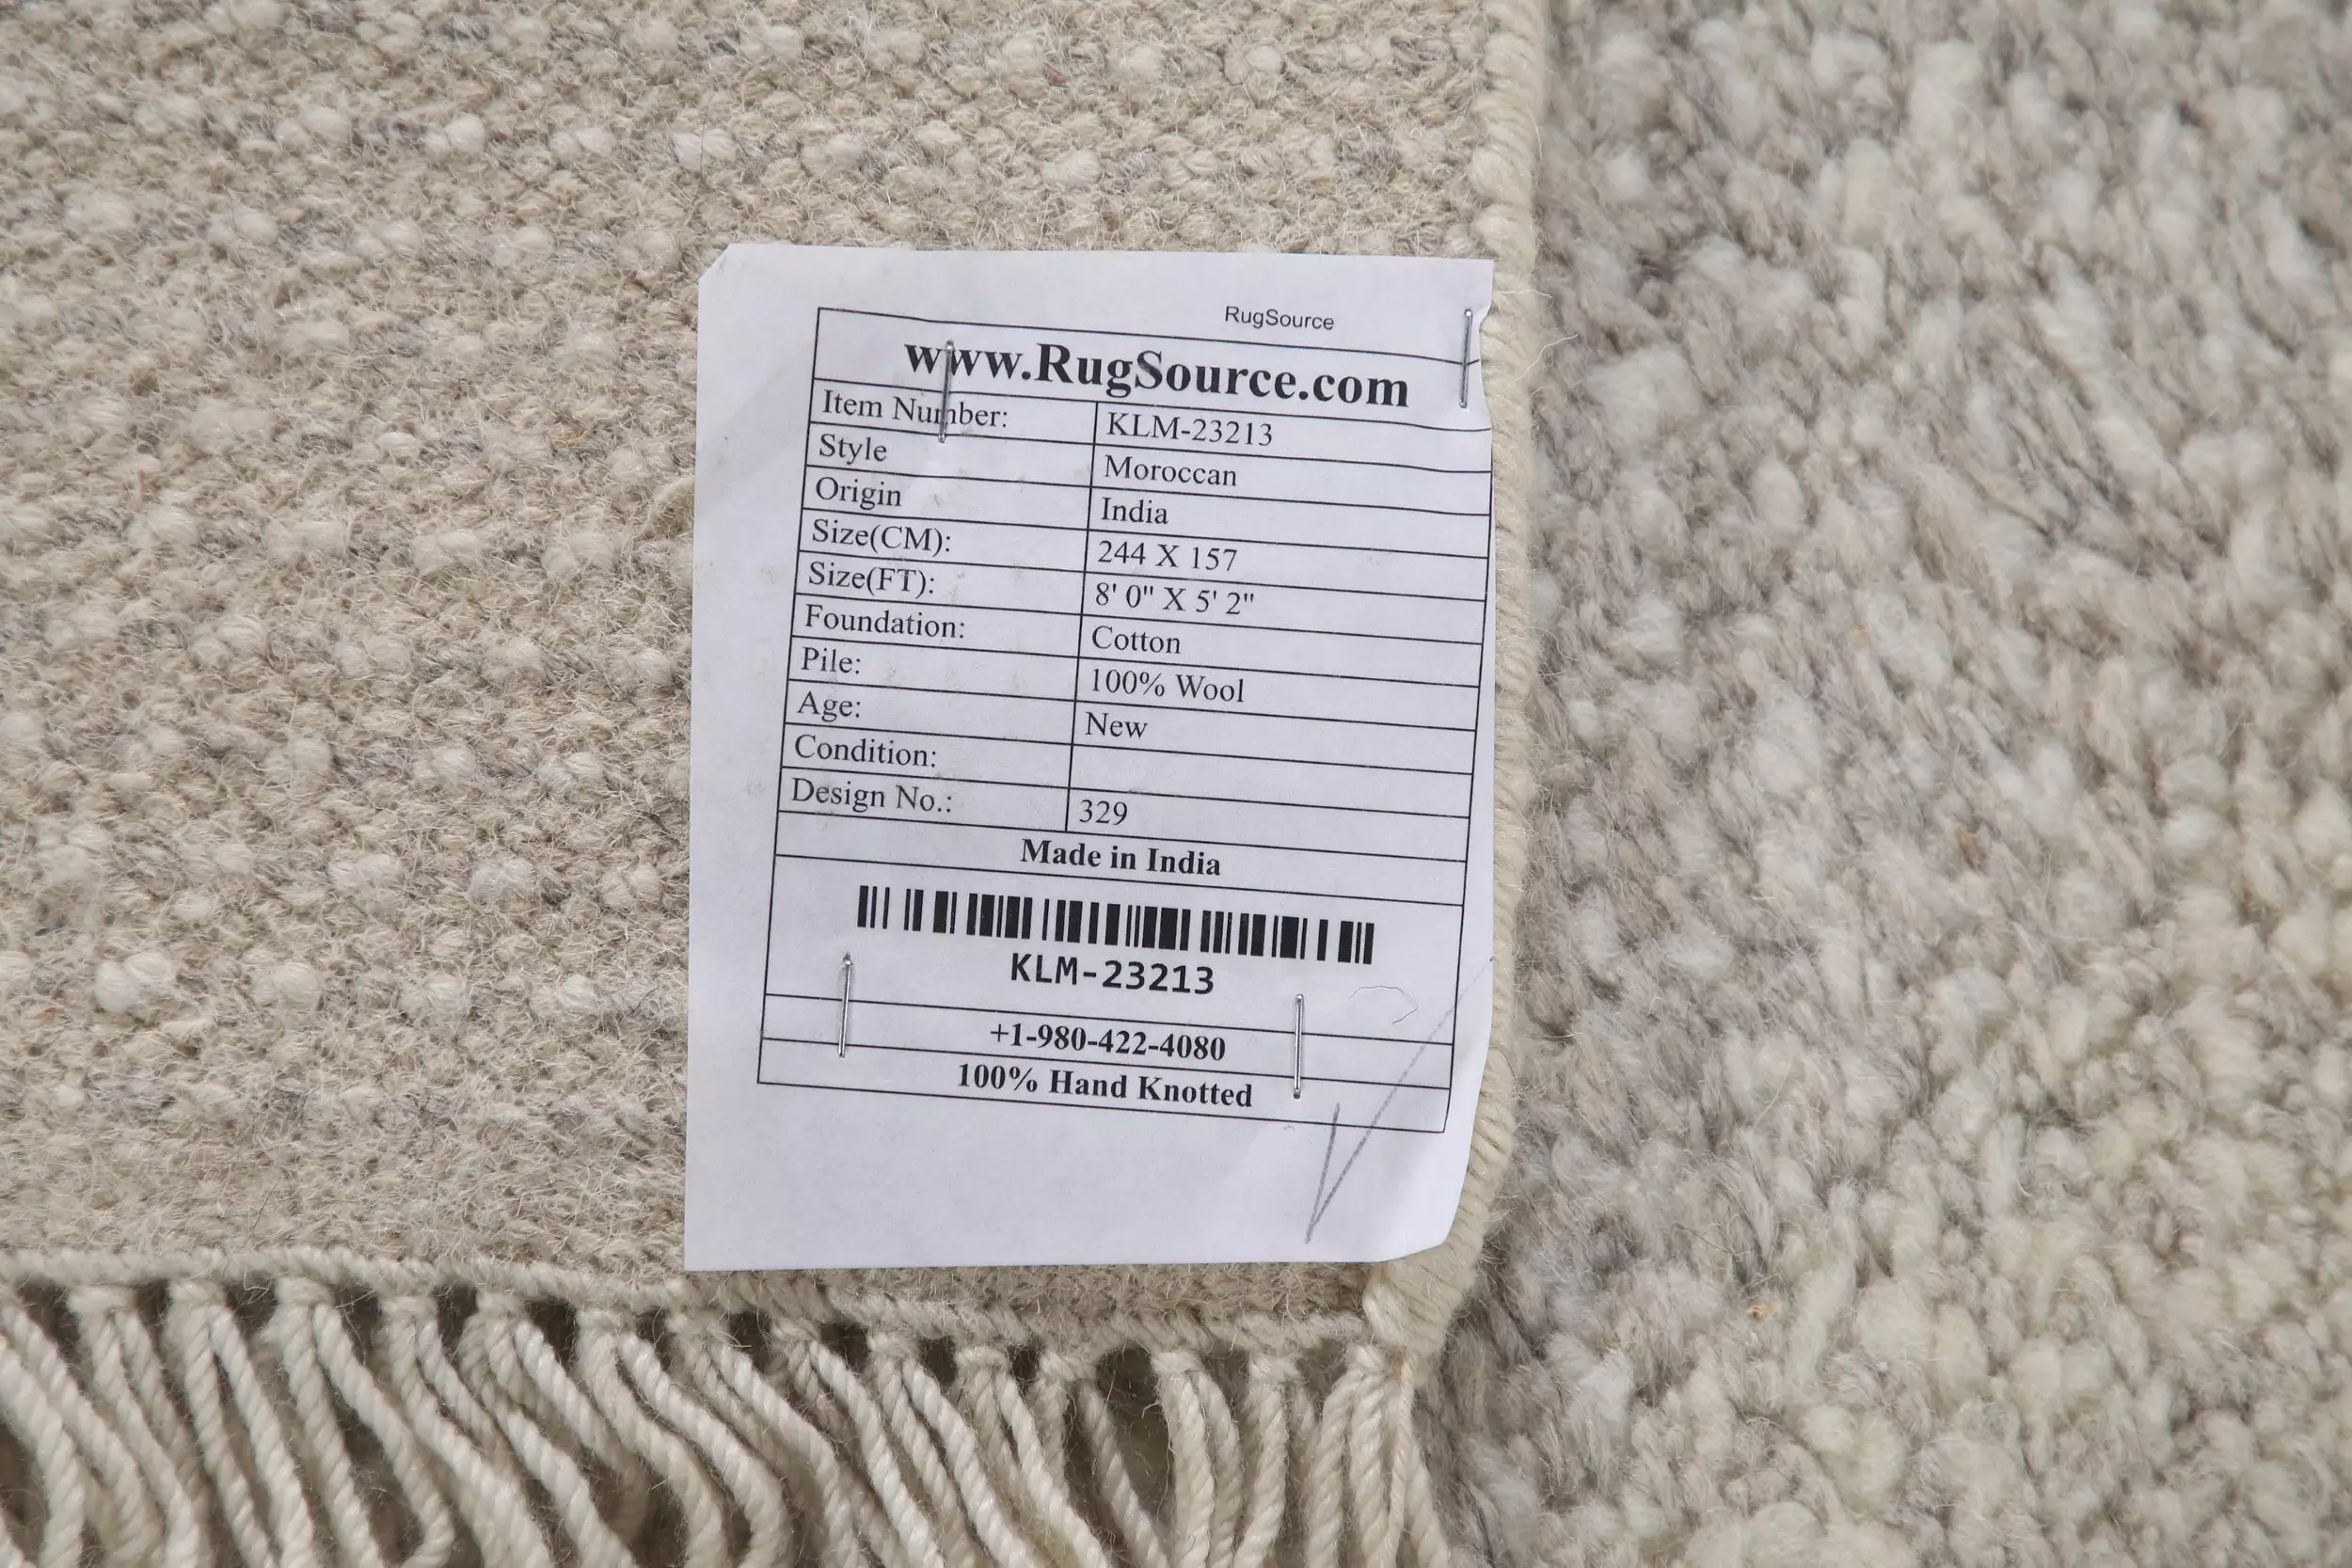 RugSource
www.RugSource.com
Item Number: KLM-23213
Style Moroccan
Origin India
Size(CM): 244 X 157
Size(FT): 8' 0" X 5' 2"
Foundation: Cotton
Pile: 100% Wool
Age: New
Condition:
Design No.: 329
Made in India
KLM-23213
+1-980-422-4080
100% Hand Knotted